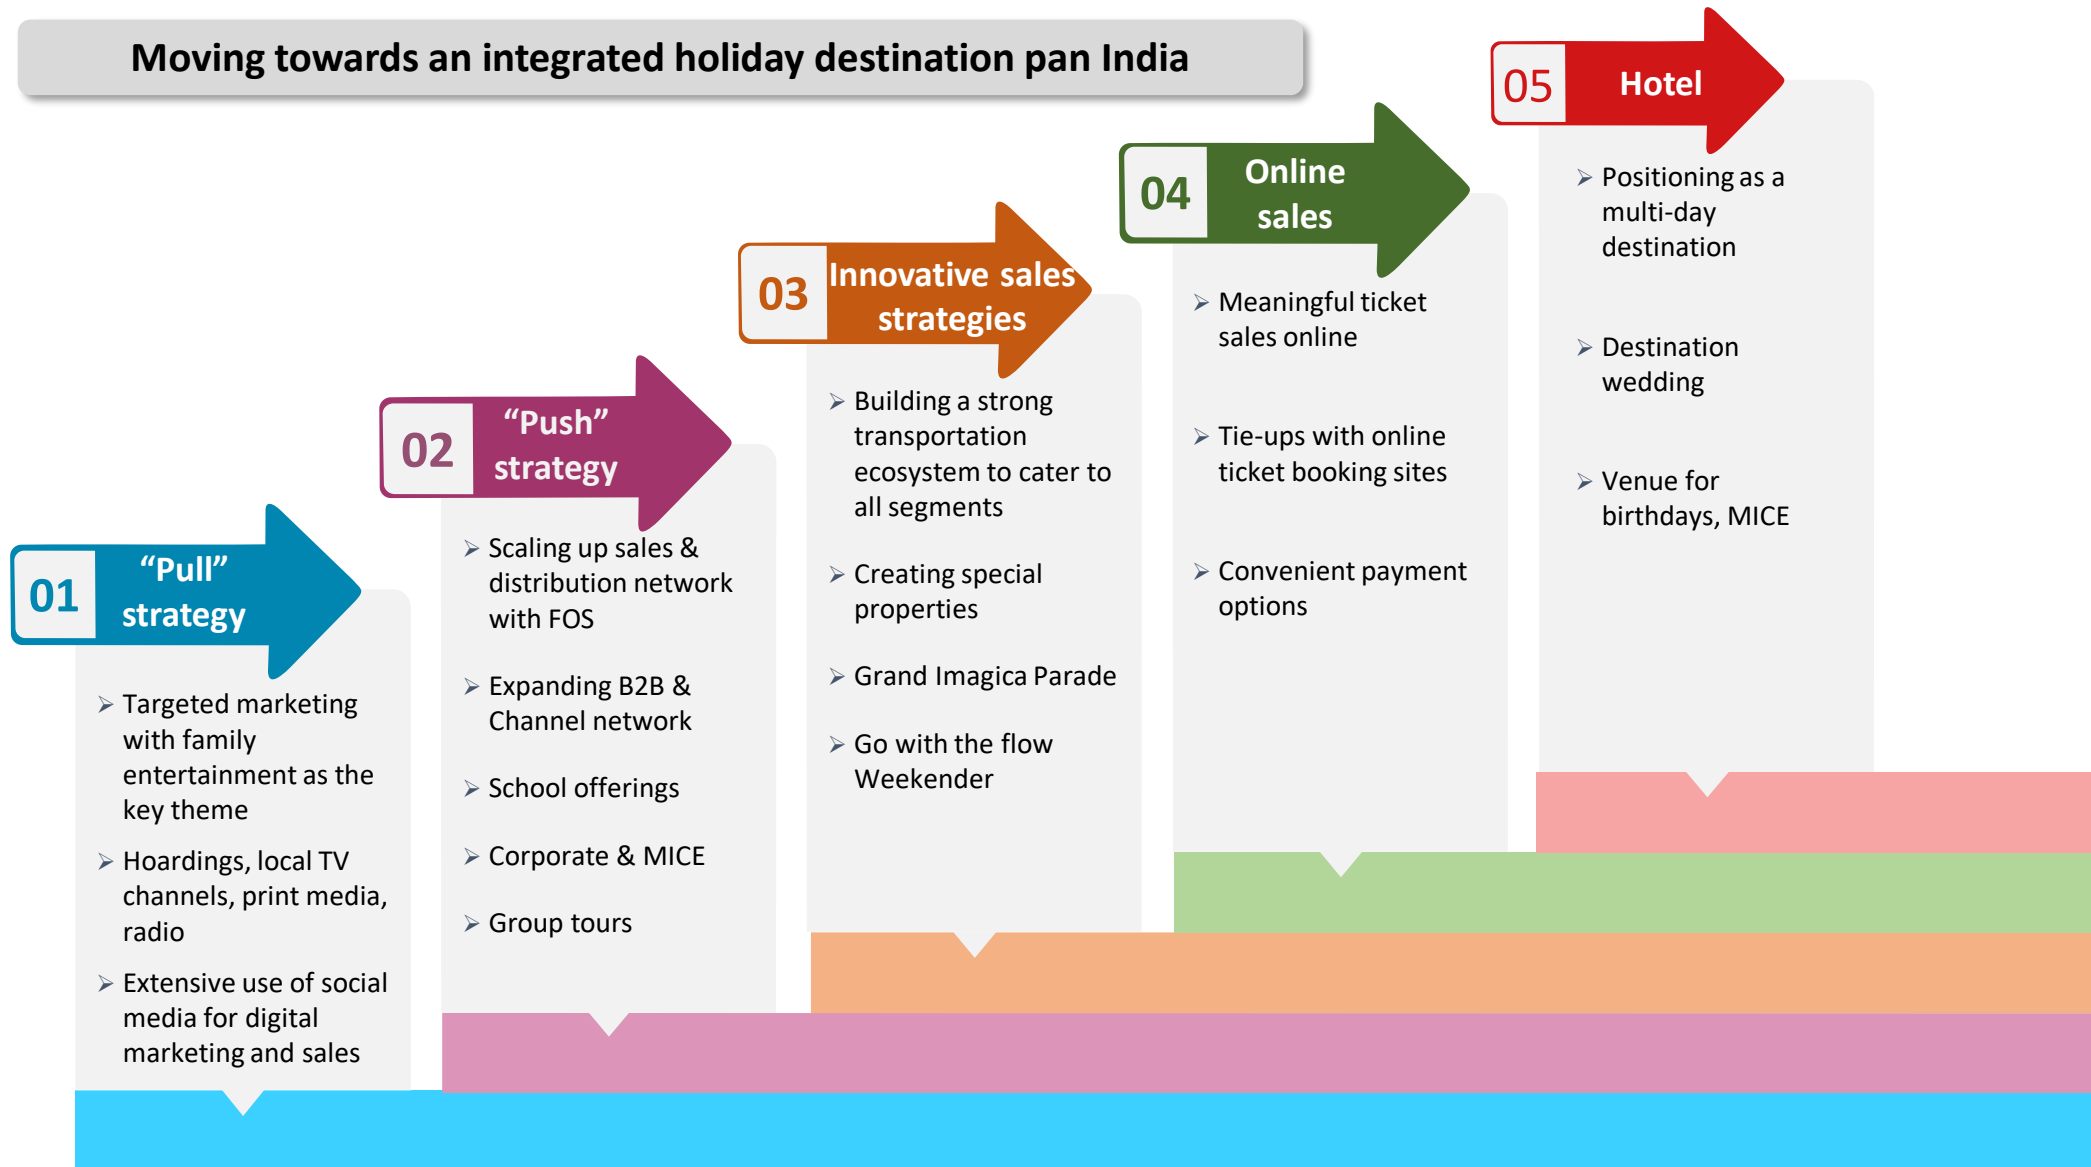 Moving towards an integrated holiday destination pan India
01
“Pull”
strategy
Targeted marketing
with family
entertainment as the
key theme
Hoardings, local TV
channels, print media,
radio
Extensive use of social
media for digital
marketing and sales
02
“Push”
strategy
Scaling up sales &
distribution network
with FOS
Expanding B2B &
Channel network
School offerings
Corporate & MICE
Group tours
03
Innovative sales
strategies
Building a strong
transportation
ecosystem to cater to
all segments
Creating special
properties
Grand Imagica Parade
Go with the flow
Weekender
04
Online
sales
Meaningful ticket
sales online
Tie-ups with online
ticket booking sites
Convenient payment
options
05
Hotel
Positioning as a
multi-day
destination
Destination
wedding
Venue for
birthdays, MICE